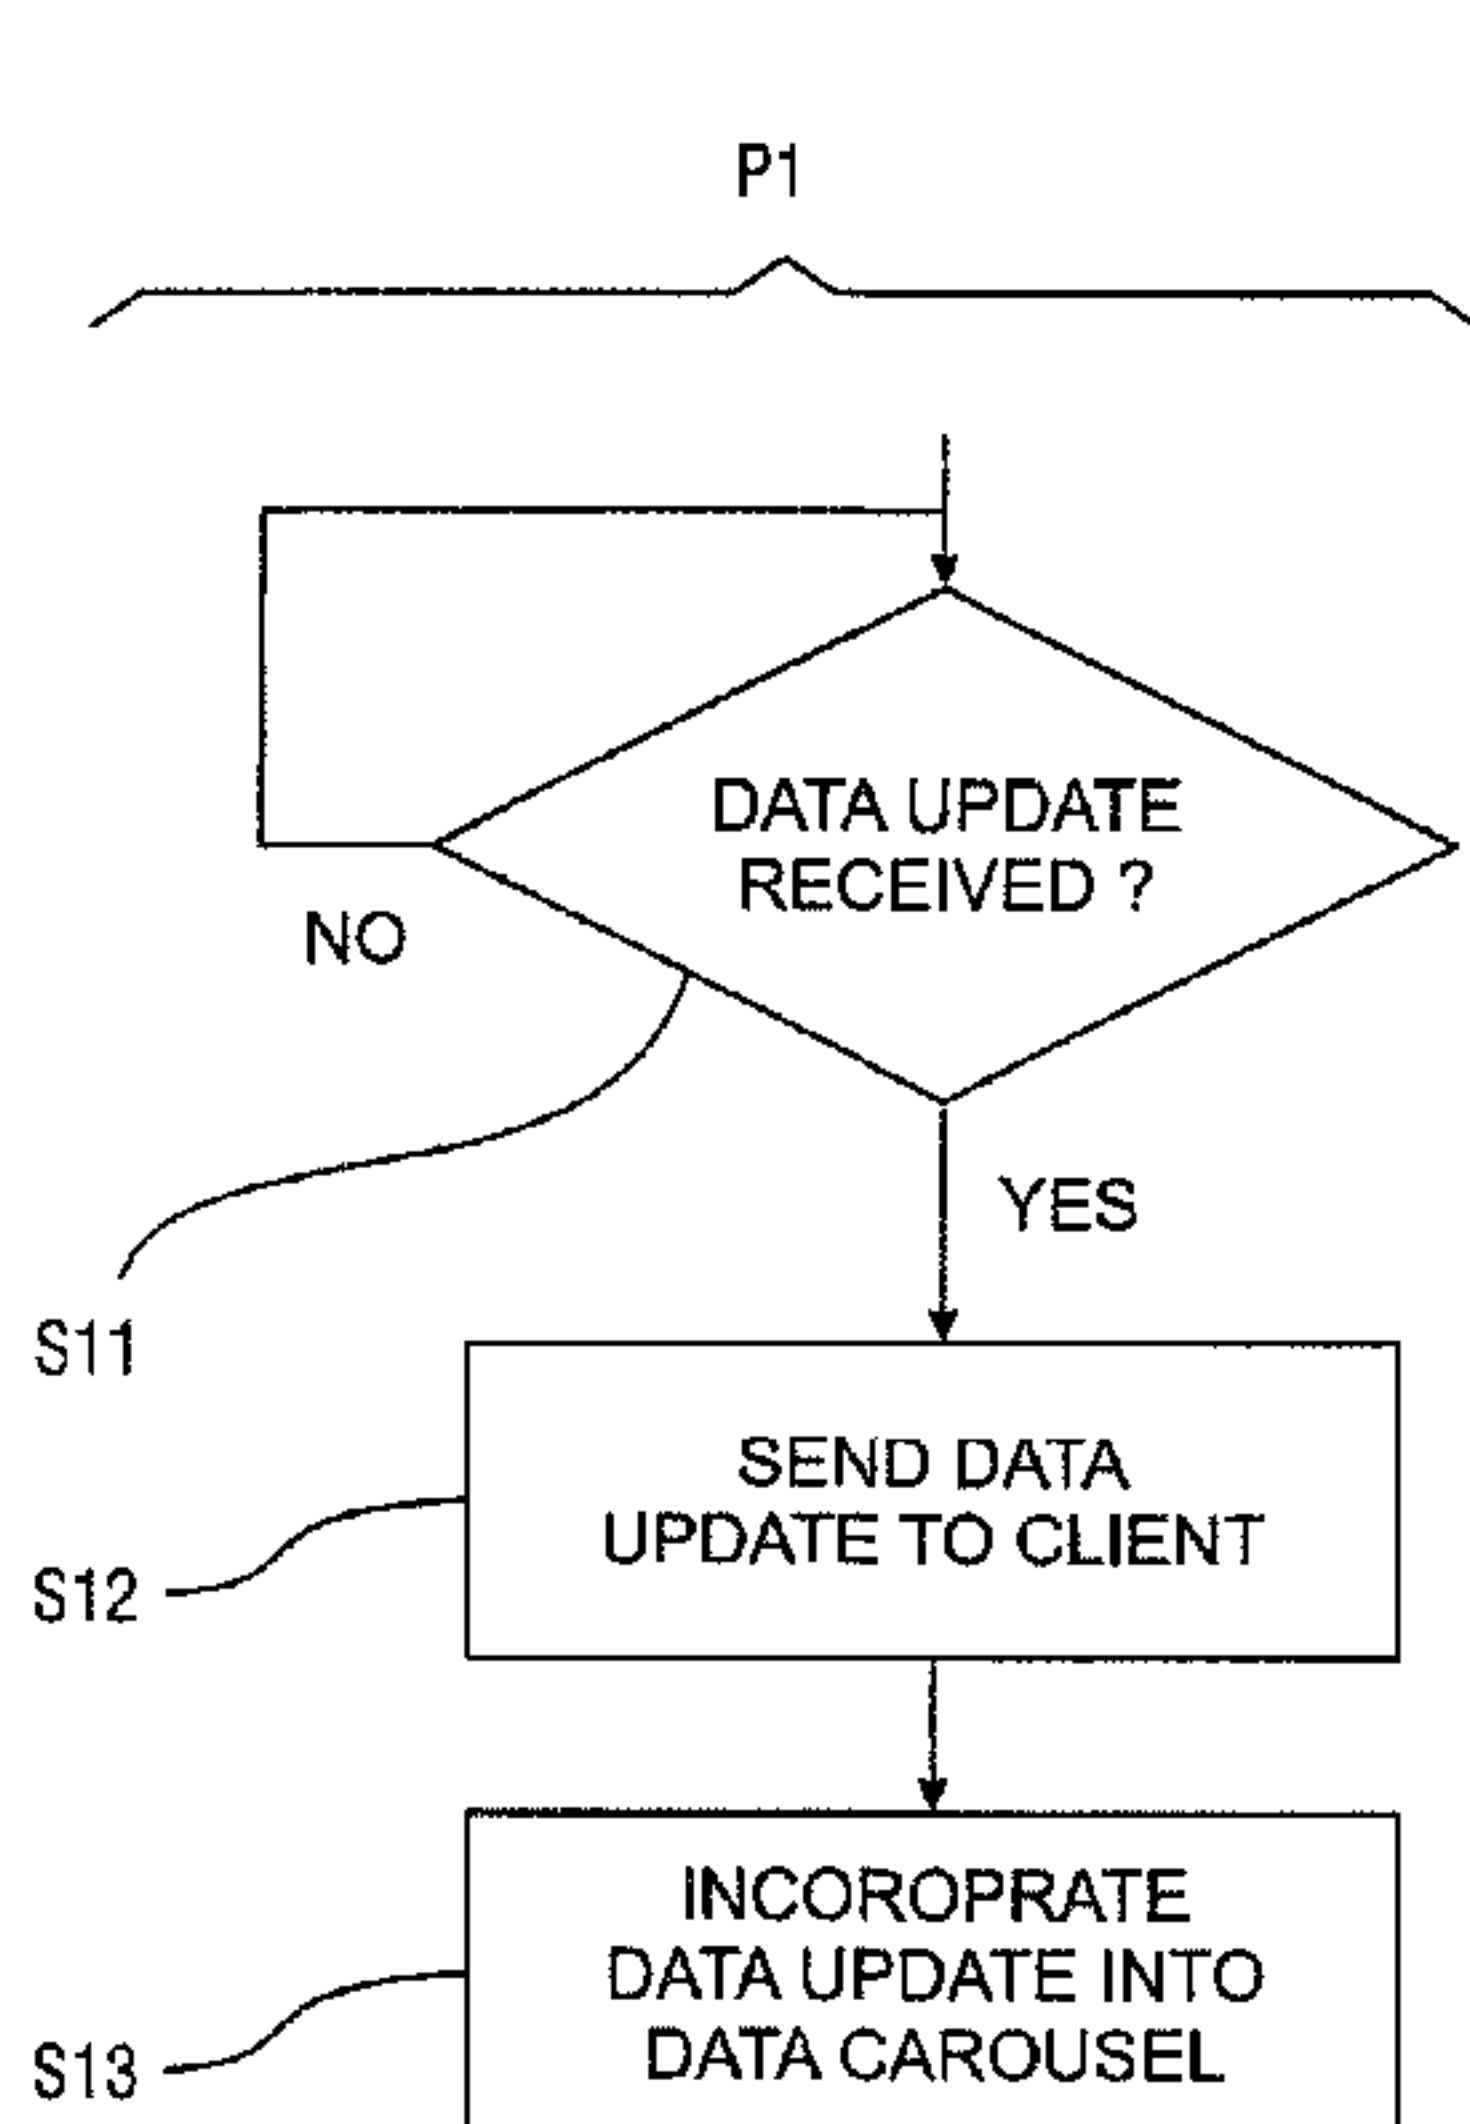 P1
DATA UPDATE
RECEIVED ?
NO
YES
S11
SEND DATA
UPDATE TO CLIENT
S12
INCOROPRATE
DATA UPDATE INTO
DATA CAROUSEL
S13